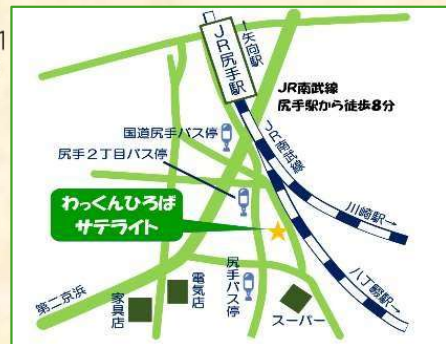 1
JR尻手駅
→矢向駅
JR南武線
尻手駅から徒歩8分
国道尻手バス停
尻手2丁目バス停
JR南武線
わっくんひろば
サテライト
川崎駅→
八丁畷駅→
第二京浜
家具店
電気店
尻手バス停
スーパー